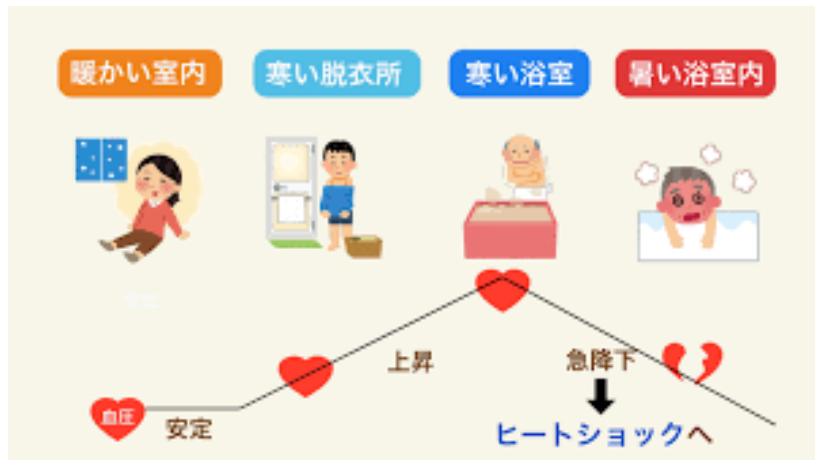 暖かい室内
寒い脱衣所
寒い浴室
暑い浴室内
上昇
急降下
血圧
安定
ヒートショックへ